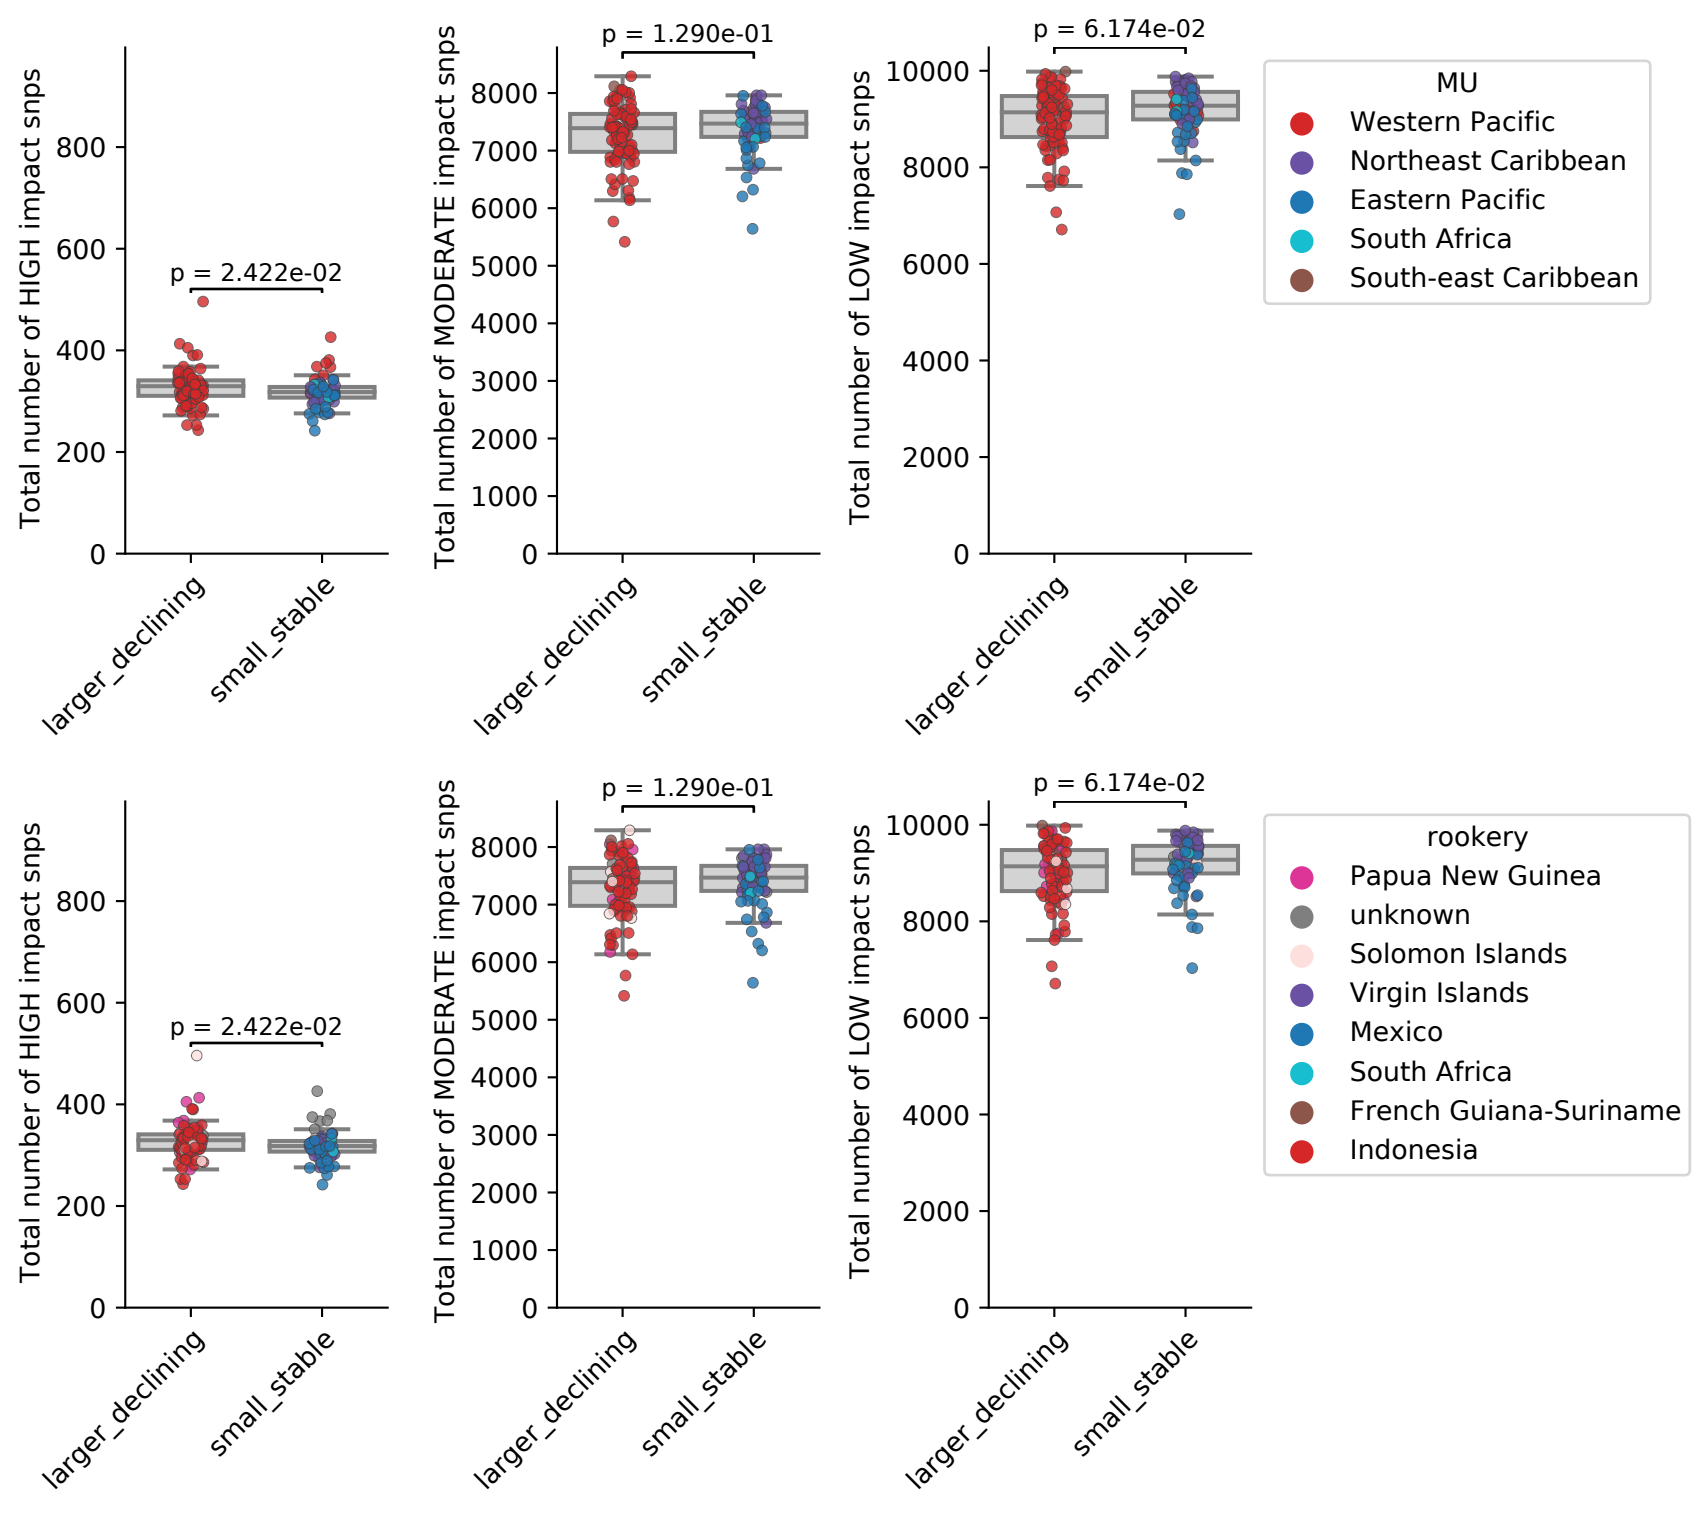 Total number of HIGH impact snps
800
600
400
200
0
p = 2.422e-02
larger_declining
small_stable
Total number of MODERATE impact snps
8000
7000
6000
5000
4000
3000
2000
1000
0
p = 1.290e-01
larger_declining
small_stable
Total number of LOW impact snps
10000
8000
6000
4000
2000
0
p = 6.174e-02
larger_declining
small_stable
MU
Western Pacific
Northeast Caribbean
Eastern Pacific
South Africa
South-east Caribbean
Total number of HIGH impact snps
800
600
400
200
0
p = 2.422e-02
larger_declining
small_stable
Total number of MODERATE impact snps
8000
7000
6000
5000
4000
3000
2000
1000
0
p = 1.290e-01
larger_declining
small_stable
Total number of LOW impact snps
10000
8000
6000
4000
2000
0
p = 6.174e-02
larger_declining
small_stable
rookery
Papua New Guinea
unknown
Solomon Islands
Virgin Islands
Mexico
South Africa
French Guiana-Suriname
Indonesia